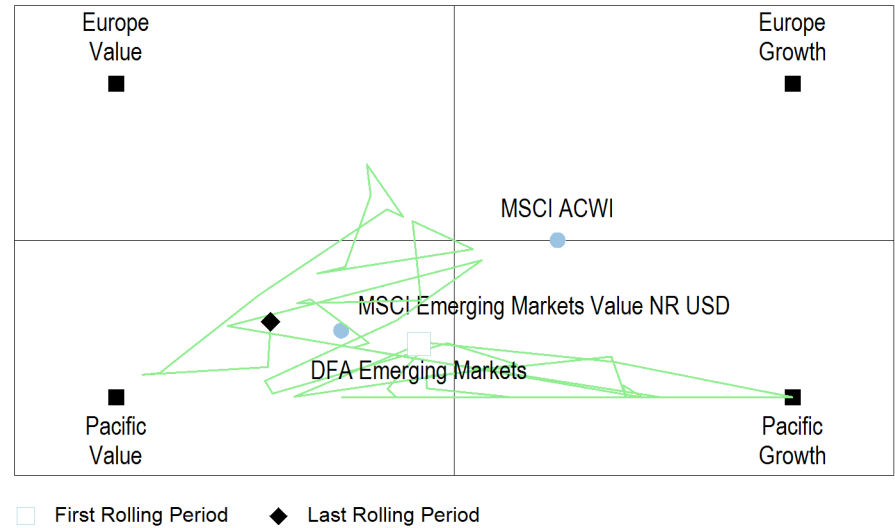 Europe
Value
Europe
Growth
MSCI ACWI
MSCI Emerging Markets Value NR USD
DFA Emerging Markets
Pacific
Value
Pacific
Growth
First Rolling Period
Last Rolling Period